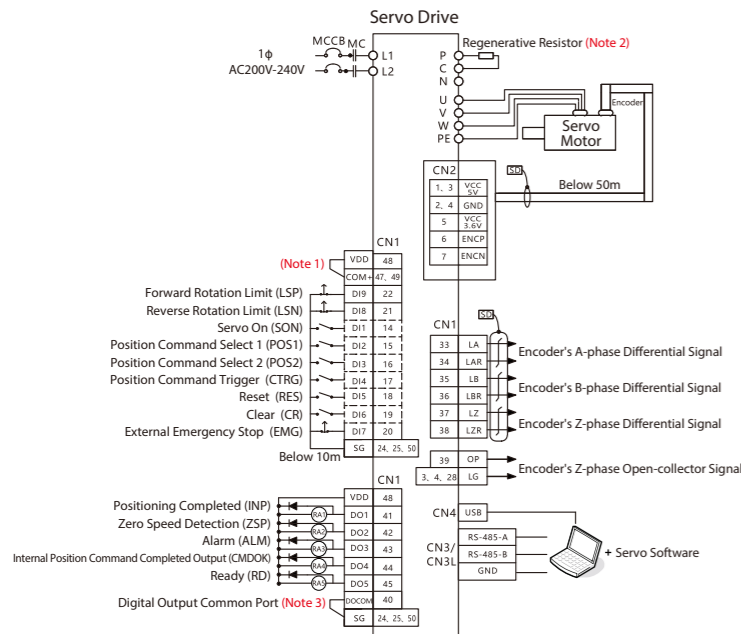 Servo Drive
MCCB MC
1ϕ
AC200V-240V
L1
L2
P
C
N
Regenerative Resistor (Note 2)
U
V
W
PE
Encoder
Servo
Motor
CN2
SD
Below 50m
1, 3 VCC 5V
2, 4 GND
5 VCC 3.6V
6 ENCP
7 ENCN
CN1
(Note 1)
VDD 48
COM+ 47, 49
Forward Rotation Limit (LSP) DI9 22
Reverse Rotation Limit (LSN) DI8 21
Servo On (SON) DI1 14
Position Command Select 1 (POS1) DI2 15
Position Command Select 2 (POS2) DI3 16
Position Command Trigger (CTRG) DI4 17
Reset (RES) DI5 18
Clear (CR) DI6 19
External Emergency Stop (EMG) DI7 20
Below 10m SG 24, 25, 50
SD
CN1
33 LA
34 LAR
Encoder's A-phase Differential Signal
35 LB
36 LBR
Encoder's B-phase Differential Signal
37 LZ
38 LZR
Encoder's Z-phase Differential Signal
39 OP
3, 4, 28 LG
Encoder's Z-phase Open-collector Signal
CN1
VDD 48
Positioning Completed (INP) RA1 DO1 41
Zero Speed Detection (ZSP) RA2 DO2 42
Alarm (ALM) RA3 DO3 43
Internal Position Command Completed Output (CMDOK) RA4 DO4 44
Ready (RD) RA5 DO5 45
Digital Output Common Port (Note 3) DOCOM 40
SG 24, 25, 50
CN4 USB
CN3/
CN3L
RS-485-A
RS-485-B
GND
+ Servo Software